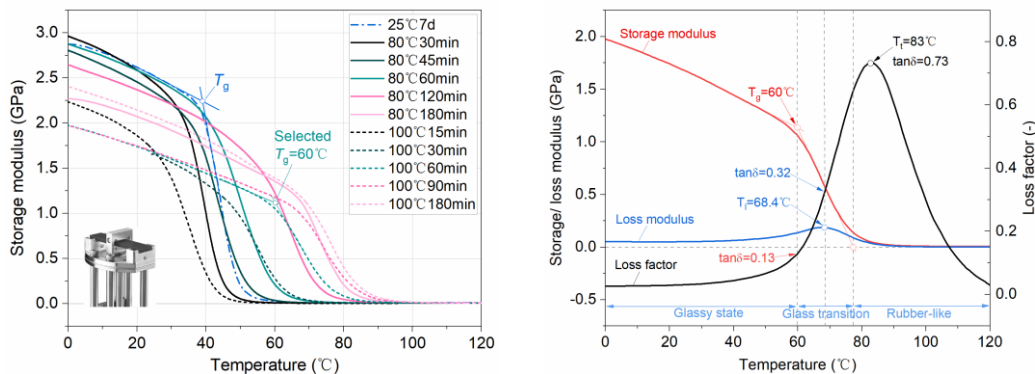 3.0
2.5
2.0
1.5
1.0
0.5
0.0
Storage modulus (GPa)
0 20 40 60 80 100 120
Temperature (℃)
Tg
Selected
Tg=60℃
25℃7d
80℃30min
80℃45min
80℃60min
80℃120min
80℃180min
100℃15min
100℃30min
100℃60min
100℃90min
100℃180min
2.0
1.5
1.0
0.5
0.0
-0.5
Storage/ loss modulus (GPa)
Storage modulus
Tt=83℃
tanδ=0.73
Tg=60℃
tanδ=0.32
Tl=68.4℃
Loss modulus
tanδ=0.13
Loss factor
Glassy state
Glass transition
Rubber-like
0 20 40 60 80 100 120
Temperature (℃)
0.8
0.6
0.4
0.2
0.0
Loss factor (-)